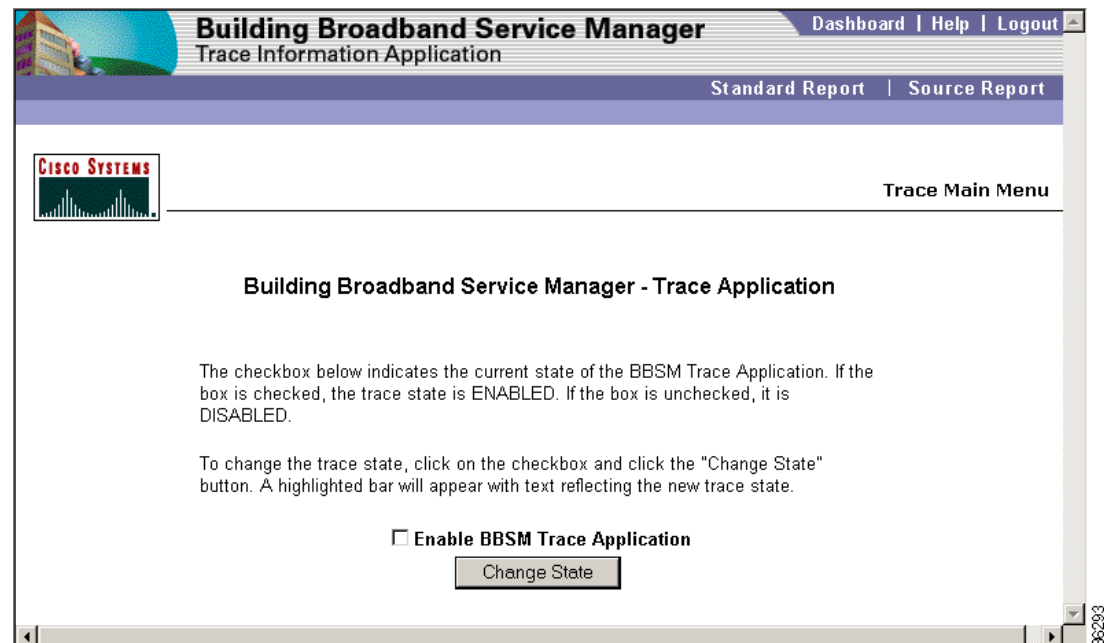 Building Broadband Service Manager
Dashboard | Help | Logout
Trace Information Application
Standard Report | Source Report
CISCO SYSTEMS
Trace Main Menu
Building Broadband Service Manager - Trace Application
The checkbox below indicates the current state of the BBSM Trace Application. If the
box is checked, the trace state is ENABLED. If the box is unchecked, it is
DISABLED.
To change the trace state, click on the checkbox and click the "Change State"
button. A highlighted bar will appear with text reflecting the new trace state.
Enable BBSM Trace Application
Change State